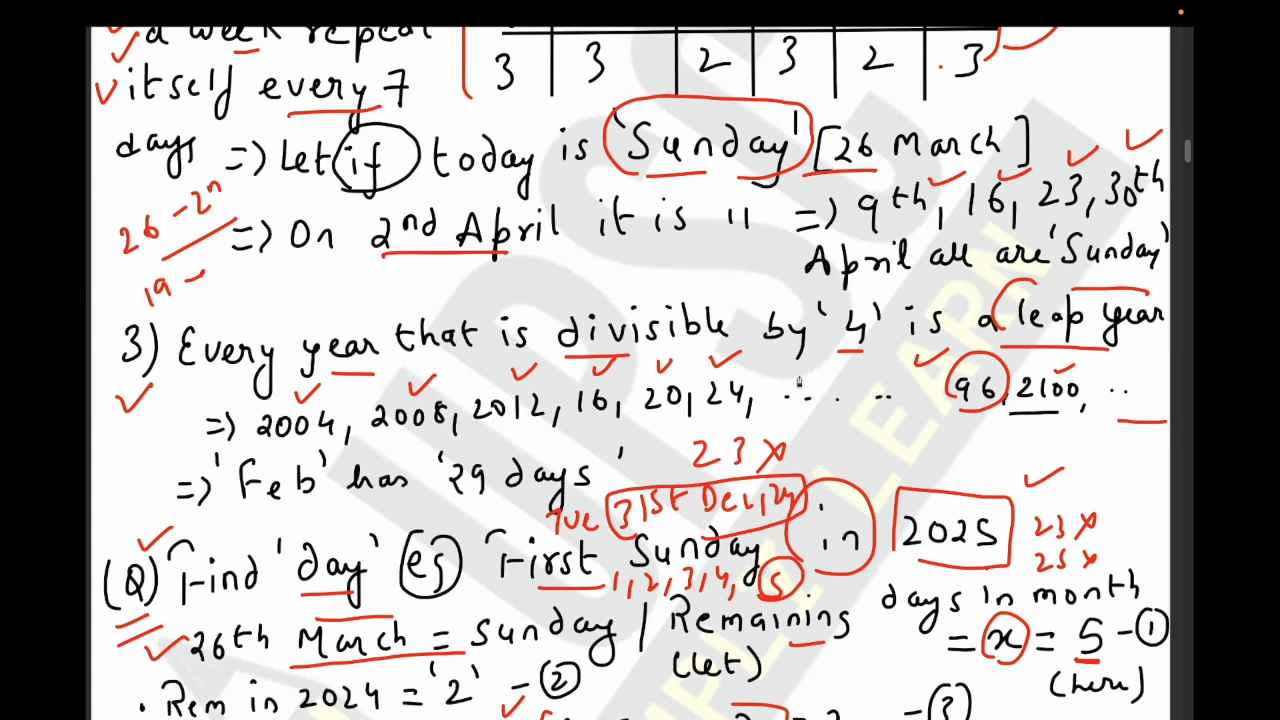 a week repeat
itself every 7
3 3 2 3 2 3
days => Let if today is 'Sunday' [26 March]
26 - 2ⁿ
19 -
=> On 2nd April it is 11 => 9th, 16, 23, 30th
April all are 'Sunday'
3) Every year that is divisible by '4' is a leap year
=> 2004, 2008, 2012, 16, 20, 24, ... .. 96, 2100, ..
=> 'Feb' has '29 days'
23 x
Tue 31st Dec, 24
(Q) Find 'day' eg First Sunday in 2025
23 x
25 x
1, 2, 3, 4, 5
26th March = Sunday / Remaining days in month
(let)
= x = 5 - ①
(here)
. Rem in 2024 = '2' - ②